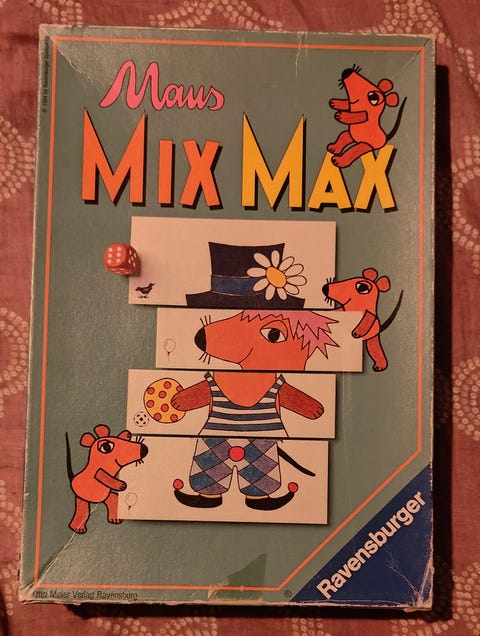 Maus
MIX MAX
Ravensburger
Otto Maier Verlag Ravensburg
®